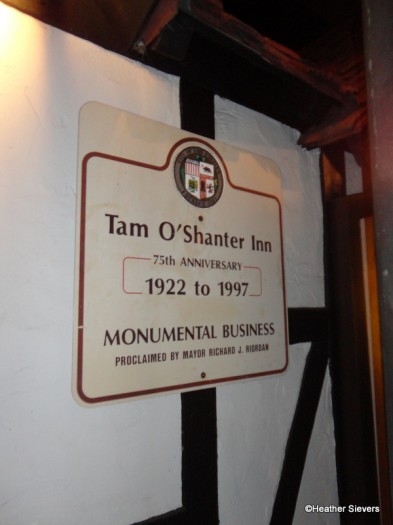 Tam O'Shanter Inn
75th ANNIVERSARY
1922 to 1997
MONUMENTAL BUSINESS
PROCLAIMED BY MAYOR RICHARD J. RIORDAN
©Heather Sievers